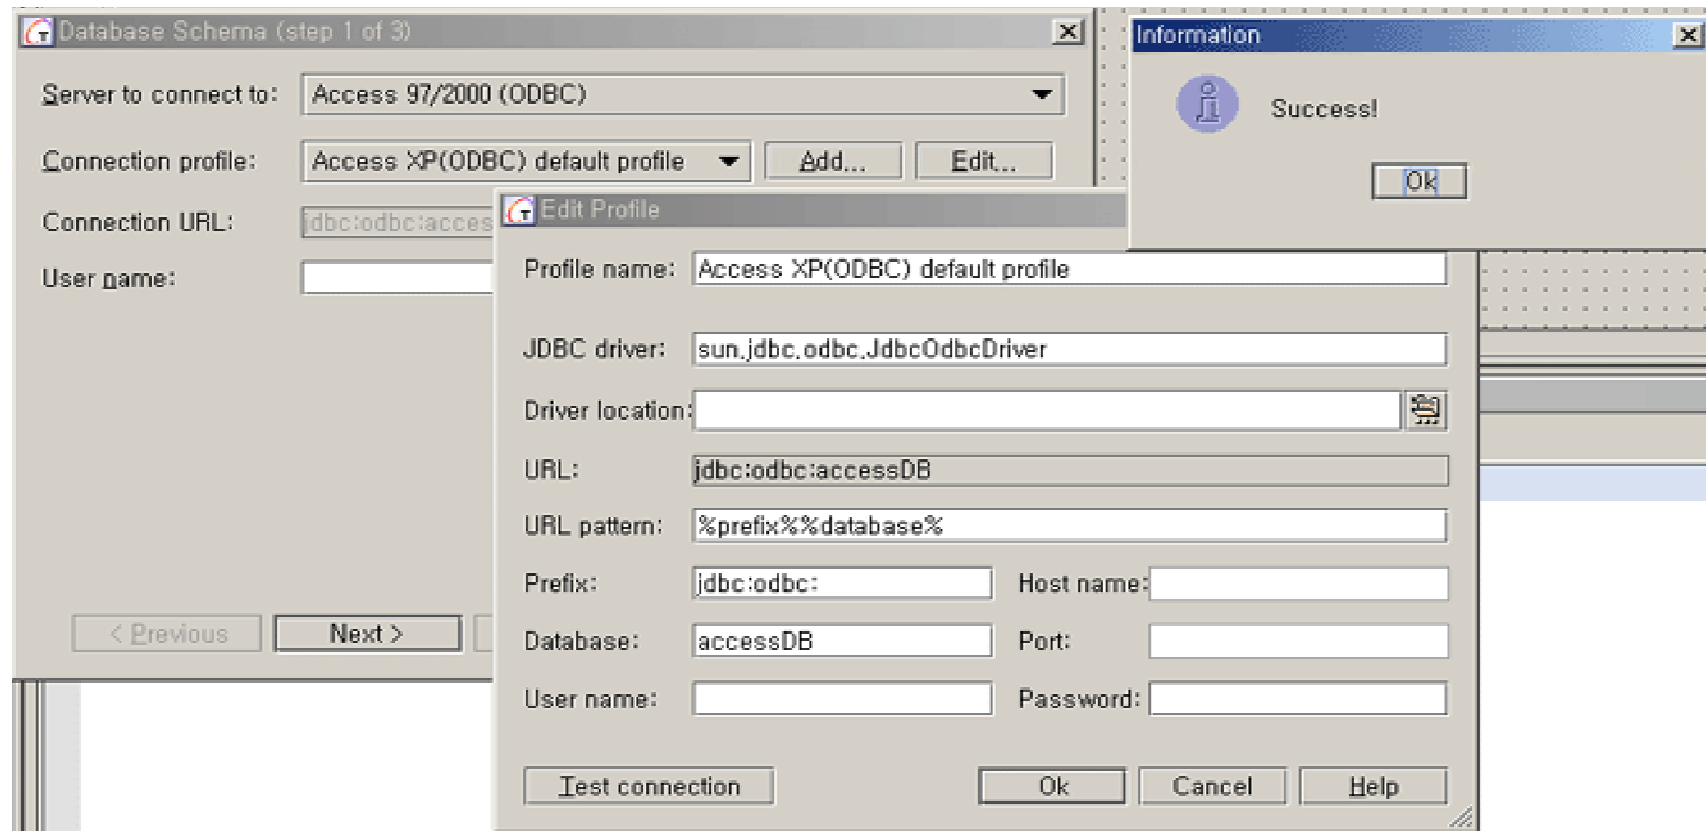 Database Schema (step 1 of 3)
Server to connect to: Access 97/2000 (ODBC)
Connection profile: Access XP(ODBC) default profile Add... Edit...
Connection URL: jdbc:odbc:acces
User name:
< Previous Next >
Information
Success!
Ok
Edit Profile
Profile name: Access XP(ODBC) default profile
JDBC driver: sun.jdbc.odbc.JdbcOdbcDriver
Driver location:
URL: jdbc:odbc:accessDB
URL pattern: %prefix%%database%
Prefix: jdbc:odbc: Host name:
Database: accessDB Port:
User name: Password:
Test connection Ok Cancel Help